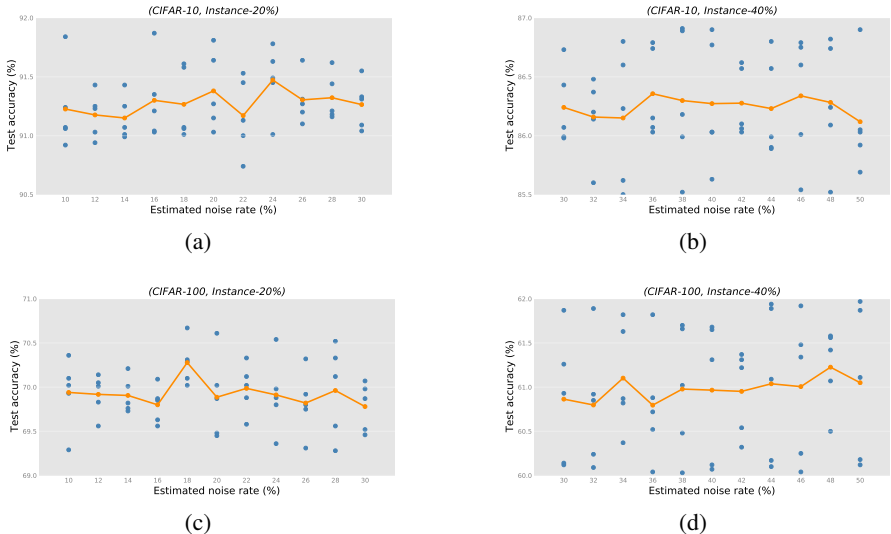 (CIFAR-10, Instance-20%)
92.0
91.5
91.0
90.5
Test accuracy (%)
10 12 14 16 18 20 22 24 26 28 30
Estimated noise rate (%)
(a)
(CIFAR-10, Instance-40%)
87.0
86.5
86.0
85.5
Test accuracy (%)
30 32 34 36 38 40 42 44 46 48 50
Estimated noise rate (%)
(b)
(CIFAR-100, Instance-20%)
71.0
70.5
70.0
69.5
69.0
Test accuracy (%)
10 12 14 16 18 20 22 24 26 28 30
Estimated noise rate (%)
(c)
(CIFAR-100, Instance-40%)
62.0
61.5
61.0
60.5
60.0
Test accuracy (%)
30 32 34 36 38 40 42 44 46 48 50
Estimated noise rate (%)
(d)